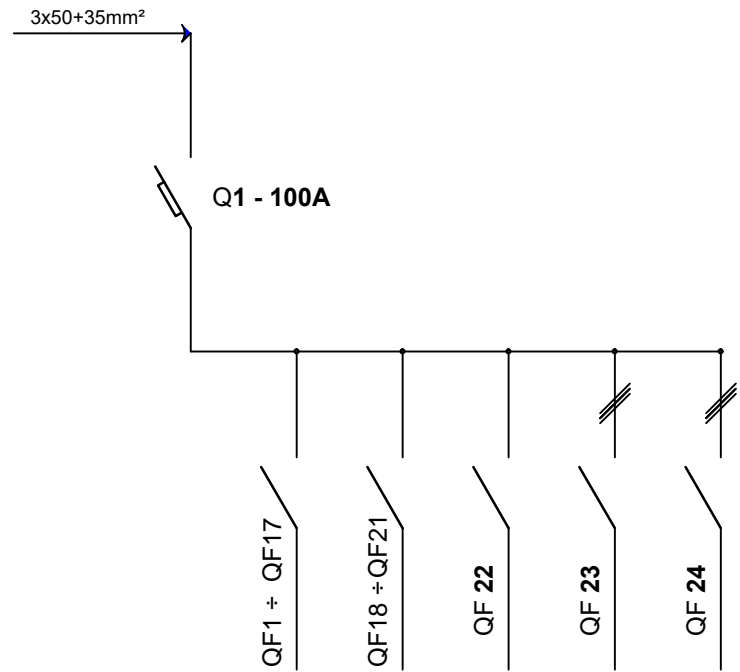 3x50+35mm²
Q1 - 100A
QF1 ÷ QF17
QF18 ÷QF21
QF 22
QF 23
QF 24